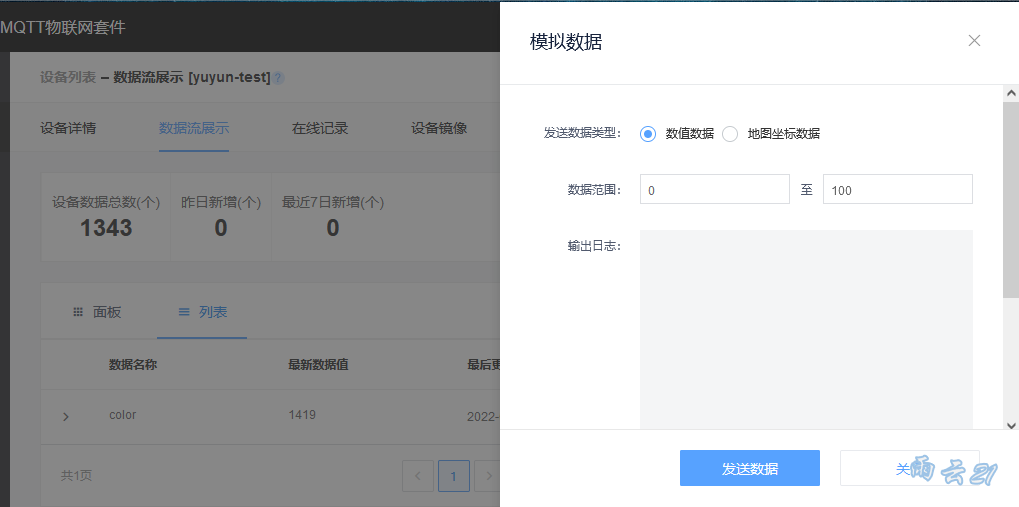 MQTT物联网套件
设备列表 – 数据流展示 [yuyun-test] ?
设备详情 数据流展示 在线记录 设备镜像
设备数据总数(个) 昨日新增(个) 最近7日新增(个)
1343 0 0
面板 列表
数据名称 最新数据值 最后更
color 1419 2022-
共1页 1
模拟数据
发送数据类型: 数值数据 地图坐标数据
数据范围: 0 至 100
输出日志:
发送数据 关
雨云21